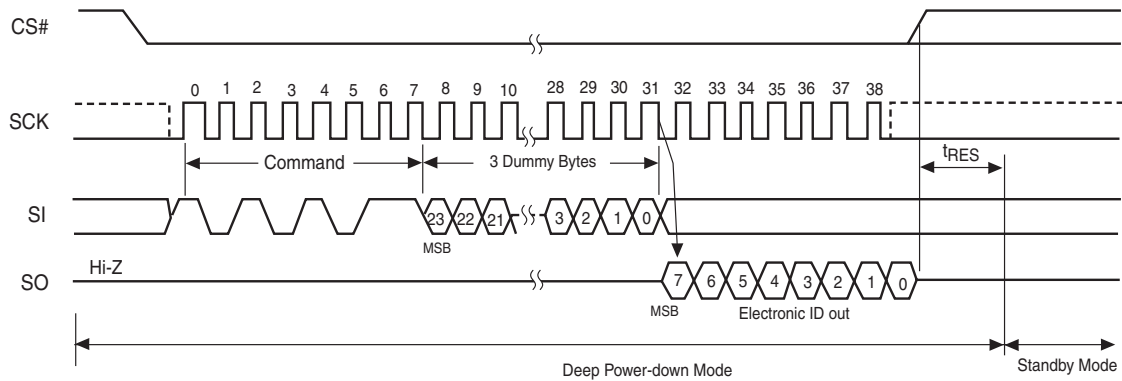 CS#
0 1 2 3 4 5 6 7 8 9 10 28 29 30 31 32 33 34 35 36 37 38
SCK
Command
3 Dummy Bytes
tRES
SI
23 22 21 3 2 1 0
MSB
Hi-Z
SO
7 6 5 4 3 2 1 0
MSB
Electronic ID out
Deep Power-down Mode
Standby Mode